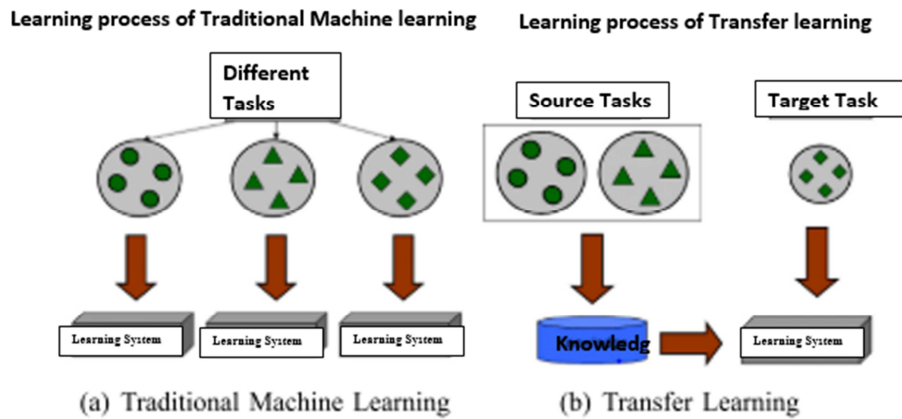 Learning process of Traditional Machine learning
Learning process of Transfer learning
Different
Tasks
Source Tasks
Target Task
Learning System
Learning System
Learning System
Knowledg
Learning System
(a) Traditional Machine Learning
(b) Transfer Learning